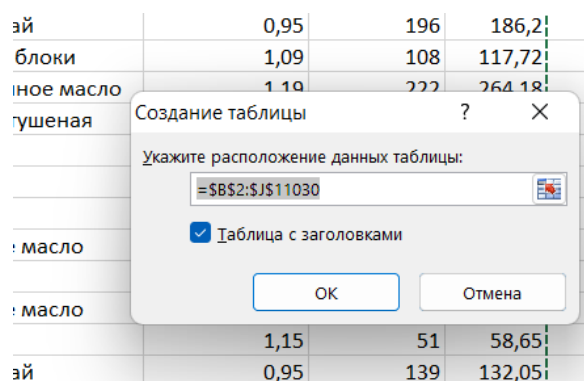 ай 0,95 196 186,2
блоки 1,09 108 117,72
ное масло 1,19 222 264,18
тушеная
Создание таблицы ? ×
Укажите расположение данных таблицы:
=$B$2:$J$11030
Таблица с заголовками
масло
ОК Отмена
масло
1,15 51 58,65
ай 0,95 139 132,05